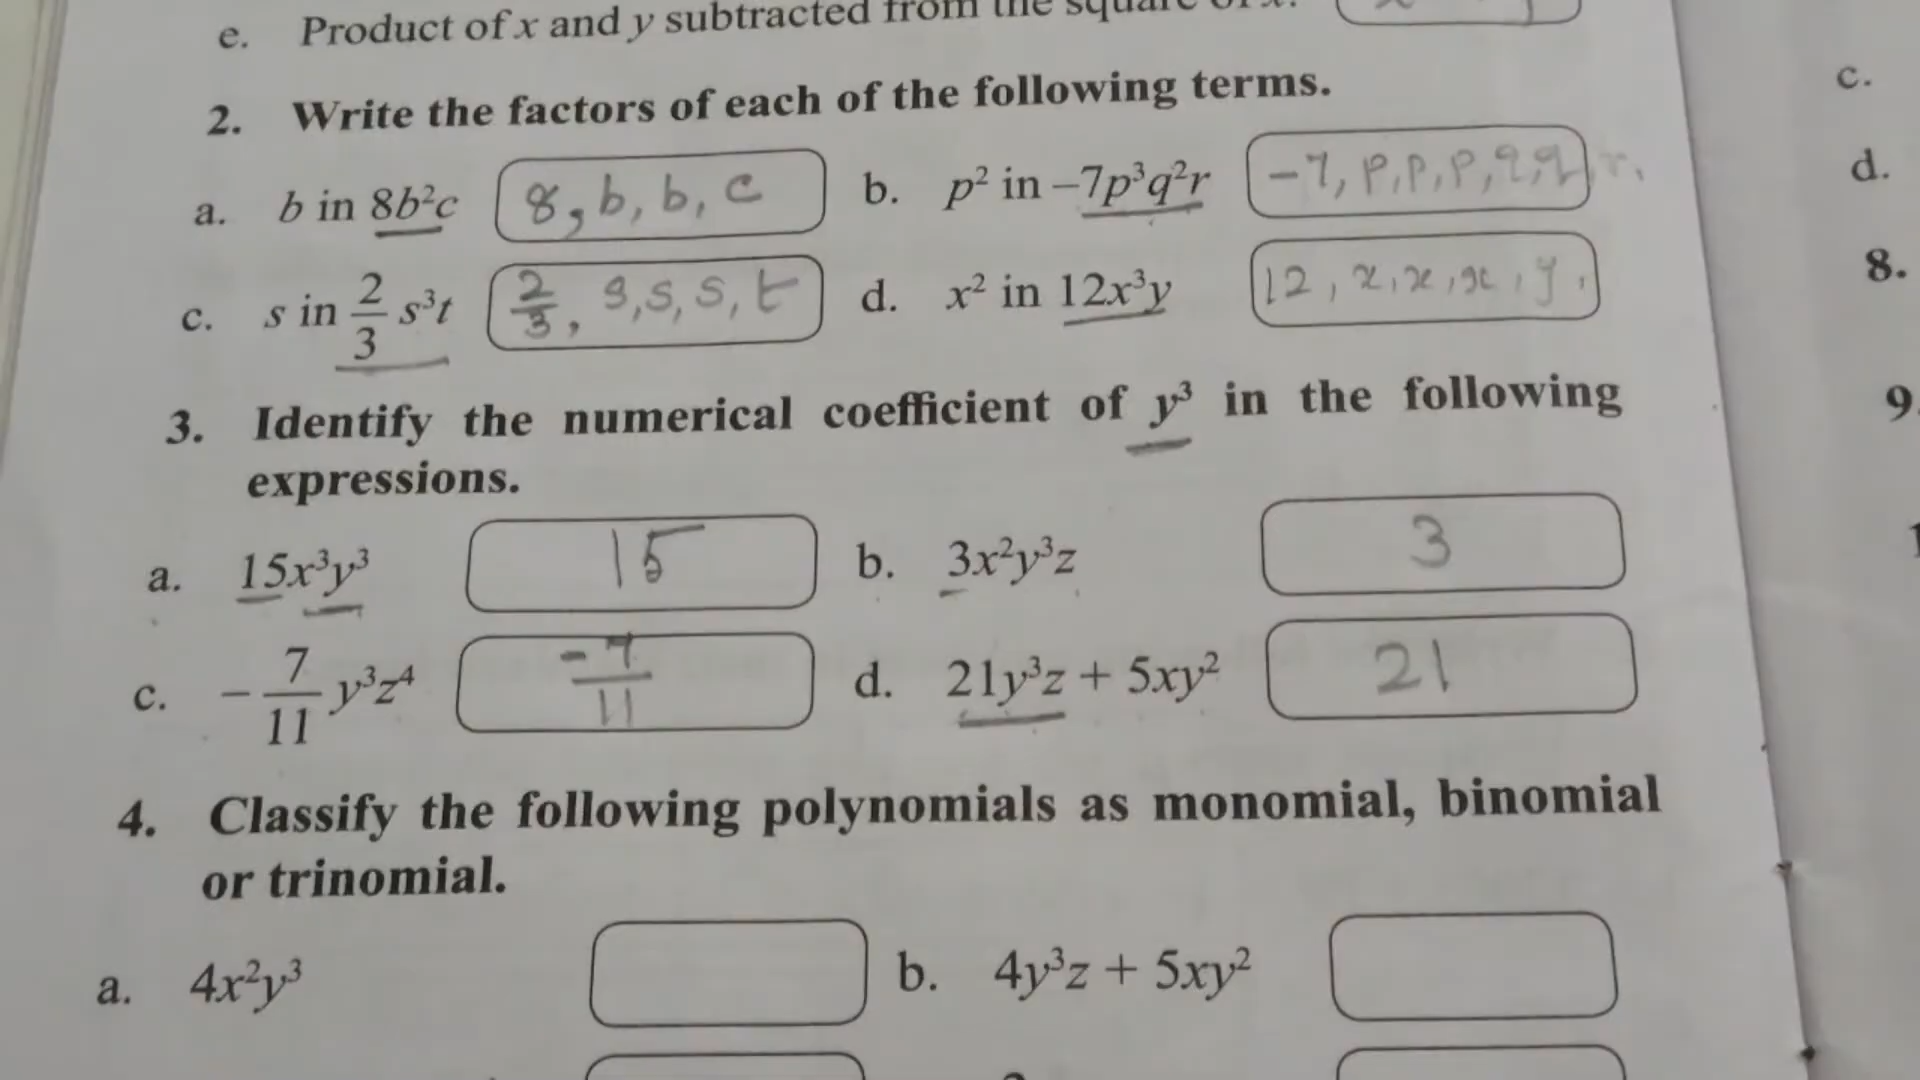 e. Product of x and y subtracted from the square of x.
2. Write the factors of each of the following terms.
a. b in 8b²c 8, b, b, c b. p² in –7p³q²r –7, p, p, p, q, q, r,
c. s in 2/3 s³t 2/3, s, s, s, t d. x² in 12x³y 12, x, x, x, y,
3. Identify the numerical coefficient of y³ in the following
expressions.
a. 15x³y³ 15 b. 3x²y³z 3
c. –7/11 y³z⁴ –7/11 d. 21y³z + 5xy² 21
4. Classify the following polynomials as monomial, binomial
or trinomial.
a. 4x²y³ b. 4y³z + 5xy²
c.
d.
8.
9.